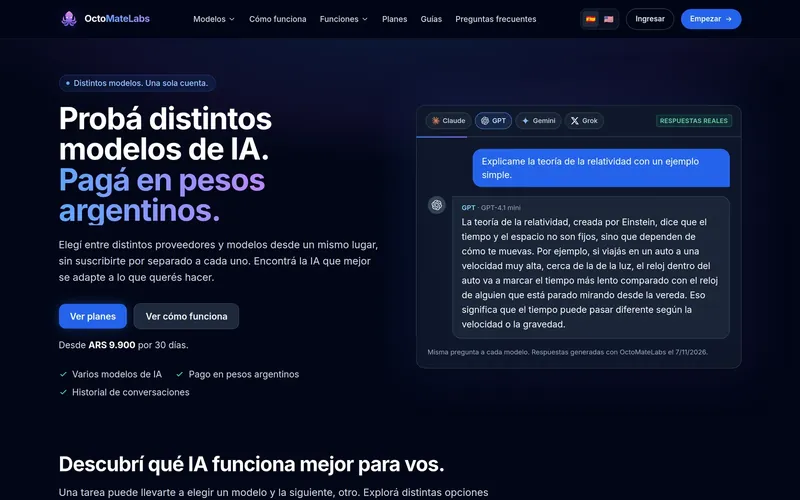 OctoMateLabs
Modelos
Cómo funciona
Funciones
Planes
Guías
Preguntas frecuentes
Ingresar
Empezar →
Distintos modelos. Una sola cuenta.
Probá distintos
modelos de IA.
Pagá en pesos
argentinos.
Elegí entre distintos proveedores y modelos desde un mismo lugar,
sin suscribirte por separado a cada uno. Encontrá la IA que mejor
se adapte a lo que querés hacer.
Ver planes
Ver cómo funciona
Desde ARS 9.900 por 30 días.
Varios modelos de IA
Pago en pesos argentinos
Historial de conversaciones
Claude
GPT
Gemini
Grok
RESPUESTAS REALES
Explicame la teoría de la relatividad con un ejemplo
simple.
GPT · GPT-4.1 mini
La teoría de la relatividad, creada por Einstein, dice que el
tiempo y el espacio no son fijos, sino que dependen de
cómo te muevas. Por ejemplo, si viajás en un auto a una
velocidad muy alta, cerca de la de la luz, el reloj dentro del
auto va a marcar el tiempo más lento comparado con el reloj
de alguien que está parado mirando desde la vereda. Eso
significa que el tiempo puede pasar diferente según la
velocidad o la gravedad.
Misma pregunta a cada modelo. Respuestas generadas con OctoMateLabs el 7/11/2026.
Descubrí qué IA funciona mejor para vos.
Una tarea puede llevarte a elegir un modelo y la siguiente, otro. Explorá distintas opciones